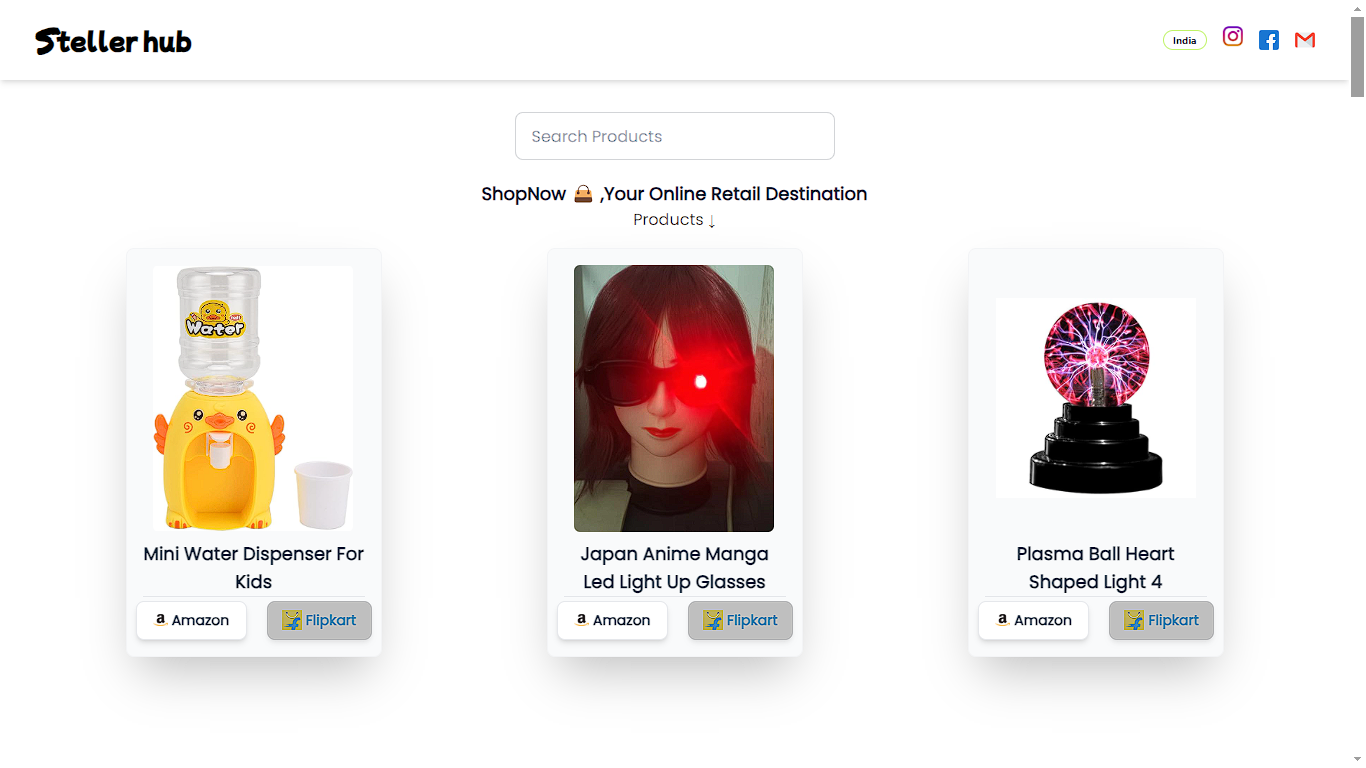 Steller hub
India
Search Products
ShopNow 👜 ,Your Online Retail Destination
Products ↓
Water
Mini Water Dispenser For
Kids
Amazon
Flipkart
Japan Anime Manga
Led Light Up Glasses
Amazon
Flipkart
Plasma Ball Heart
Shaped Light 4
Amazon
Flipkart